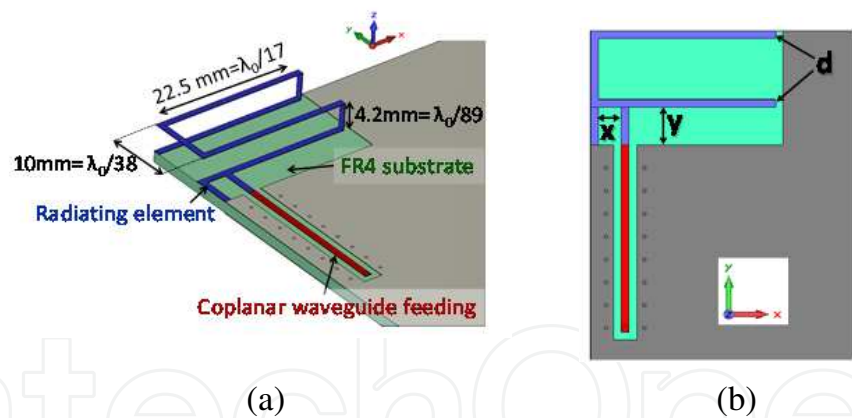 z
y
x
22.5 mm=λ₀/17
4.2mm= λ₀/89
10mm= λ₀/38
FR4 substrate
Radiating element
Coplanar waveguide feeding
d
x
y
y
z
x
(a)
(b)
ntechOpe